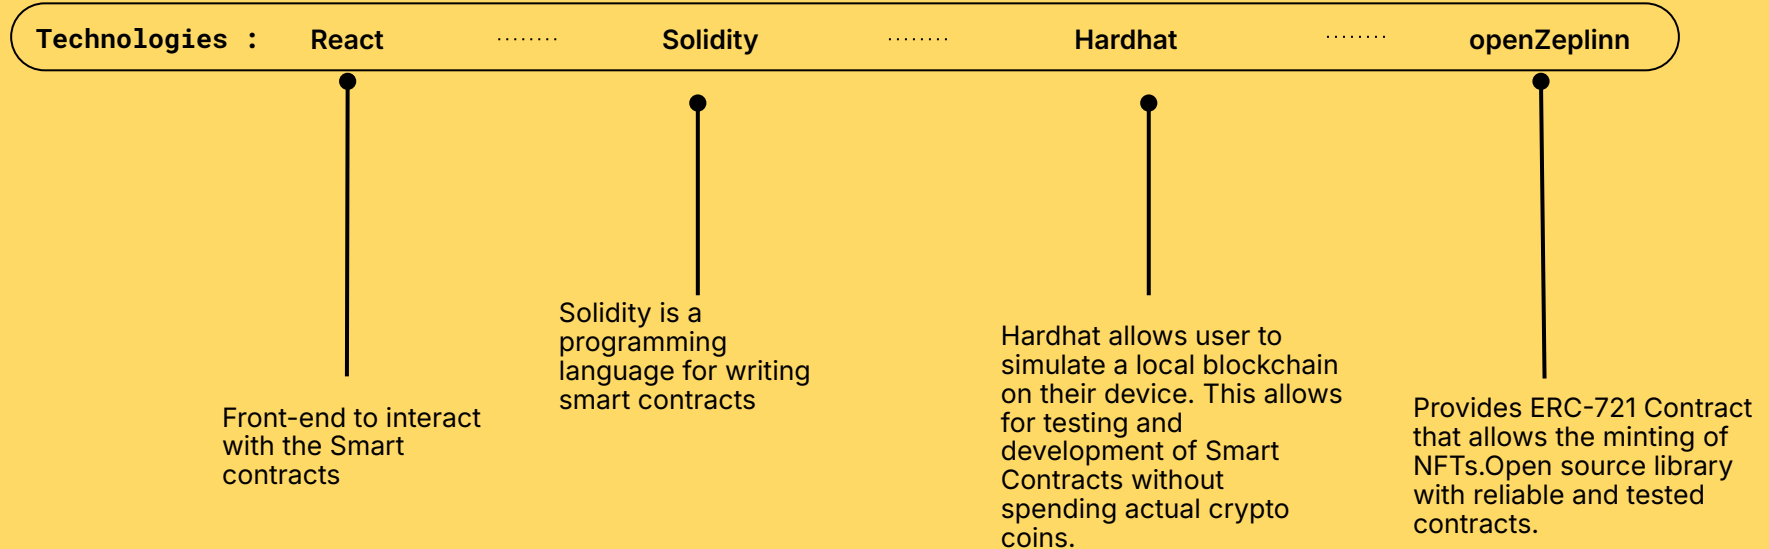 Technologies : React ........ Solidity ........ Hardhat ........ openZeplinn
Front-end to interact
with the Smart
contracts
Solidity is a
programming
language for writing
smart contracts
Hardhat allows user to
simulate a local blockchain
on their device. This allows
for testing and
development of Smart
Contracts without
spending actual crypto
coins.
Provides ERC-721 Contract
that allows the minting of
NFTs.Open source library
with reliable and tested
contracts.